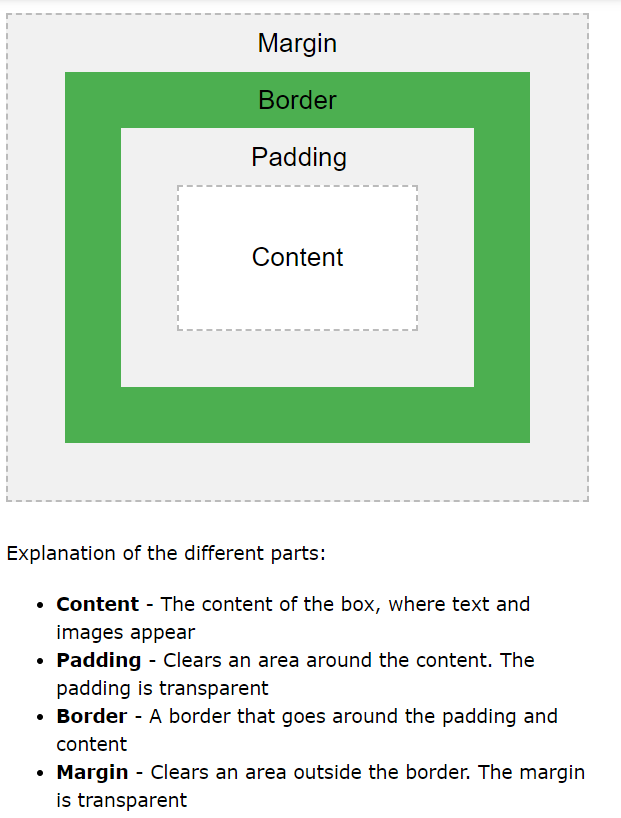 Margin
Border
Padding
Content
Explanation of the different parts:
• Content - The content of the box, where text and
images appear
• Padding - Clears an area around the content. The
padding is transparent
• Border - A border that goes around the padding and
content
• Margin - Clears an area outside the border. The margin
is transparent